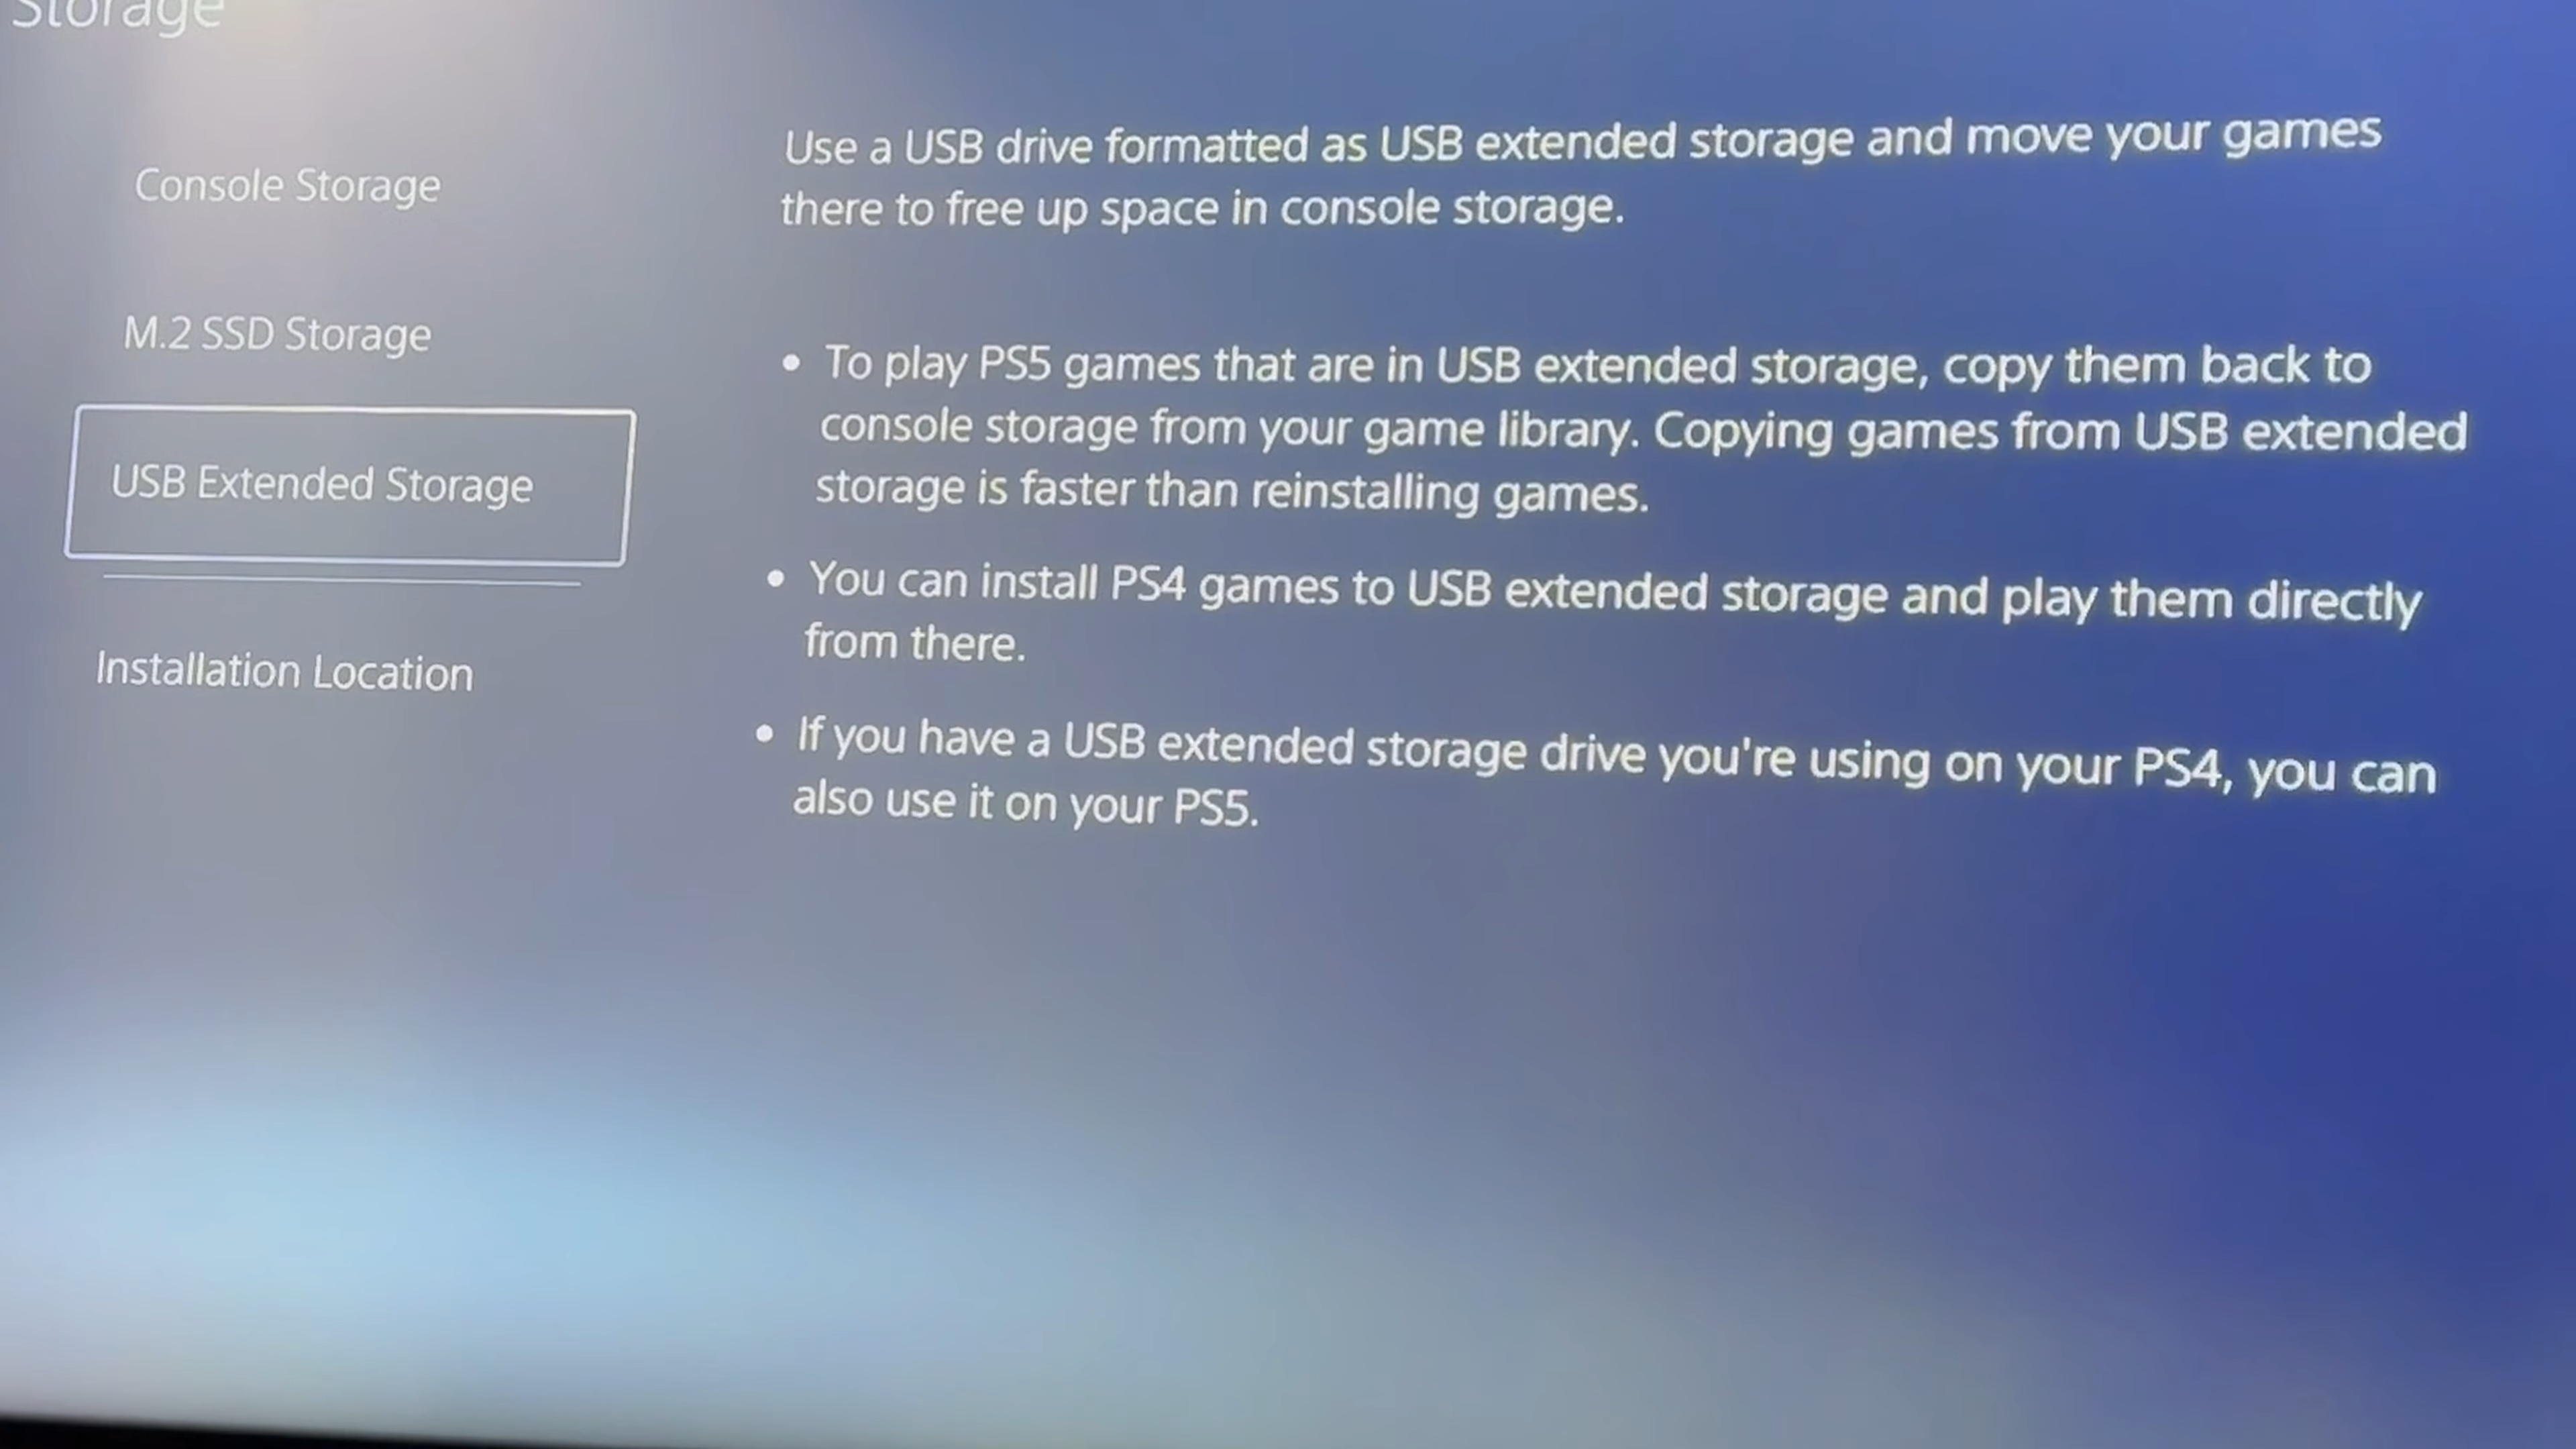 Storage
Console Storage
M.2 SSD Storage
USB Extended Storage
Installation Location
Use a USB drive formatted as USB extended storage and move your games
there to free up space in console storage.
• To play PS5 games that are in USB extended storage, copy them back to
console storage from your game library. Copying games from USB extended
storage is faster than reinstalling games.
• You can install PS4 games to USB extended storage and play them directly
from there.
• If you have a USB extended storage drive you're using on your PS4, you can
also use it on your PS5.